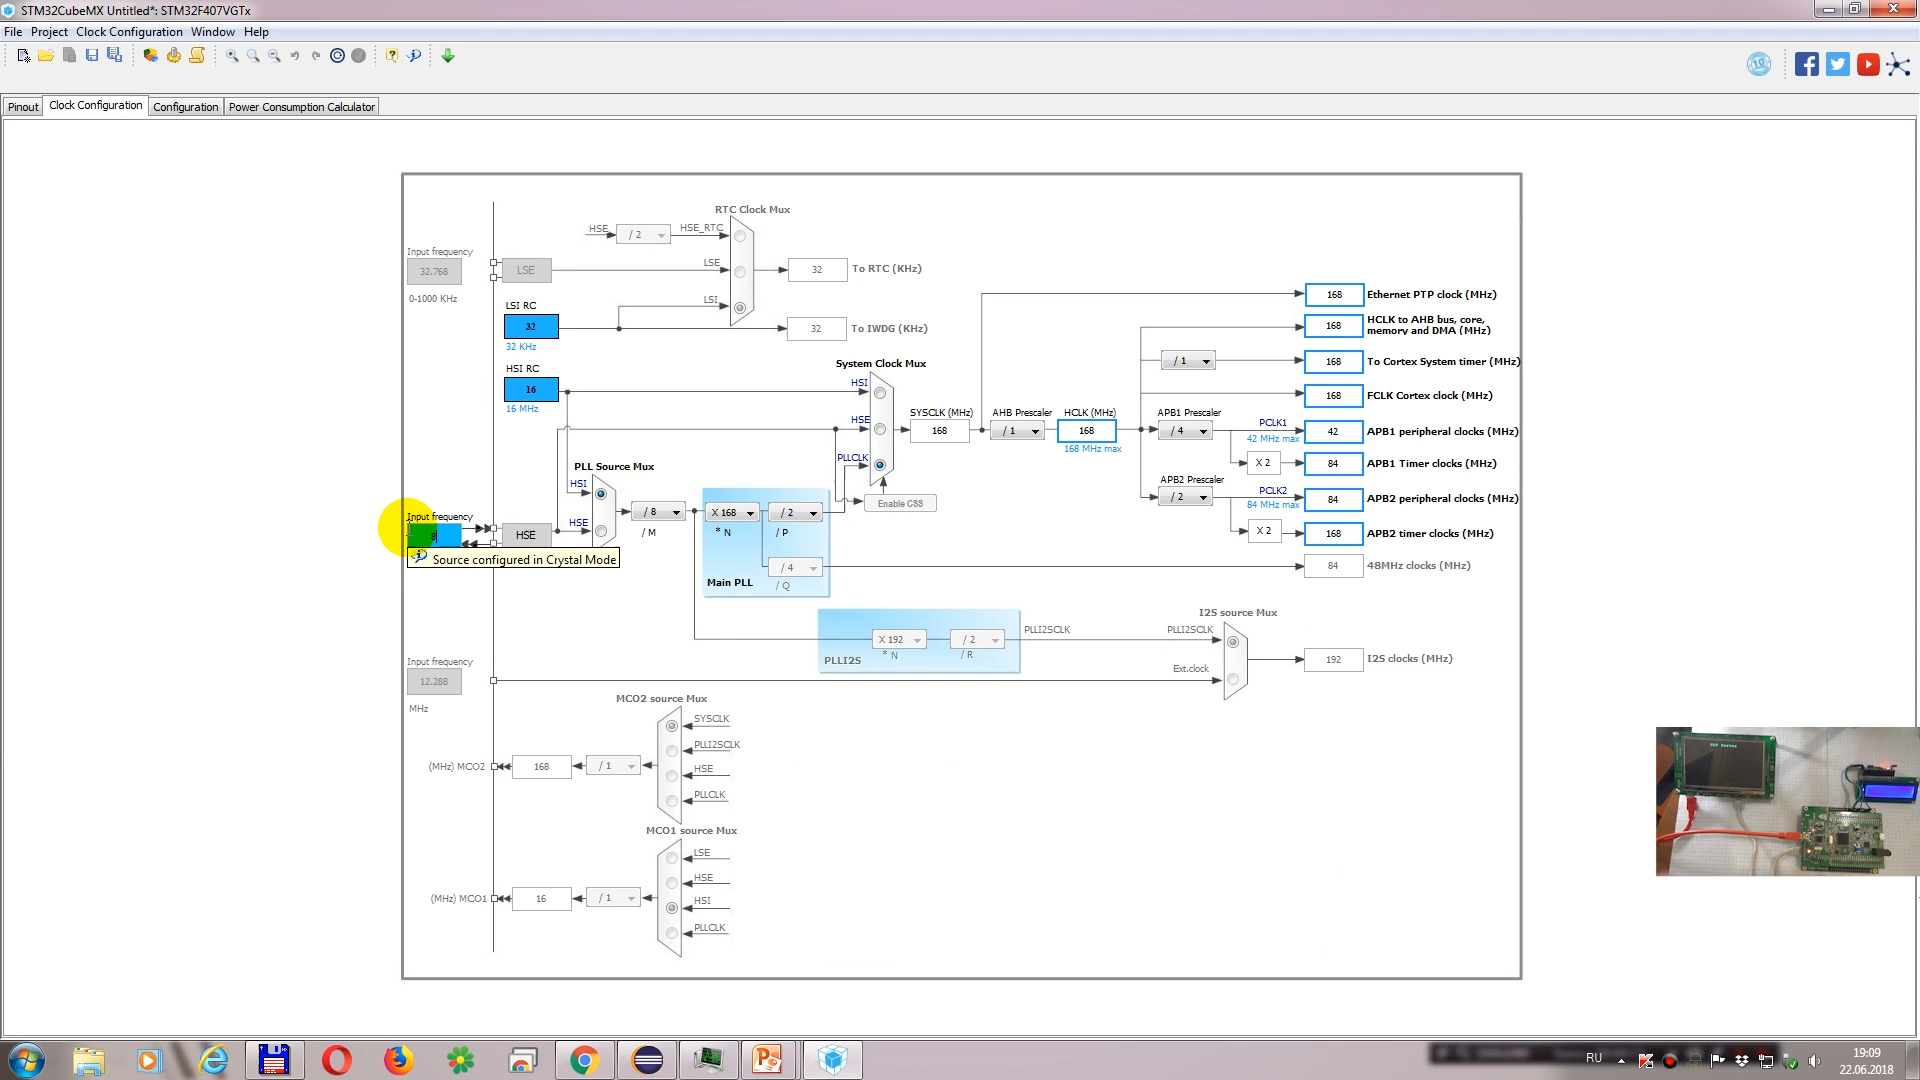 STM32CubeMX Untitled*: STM32F407VGTx
File Project Clock Configuration Window Help
Pinout Clock Configuration Configuration Power Consumption Calculator
RTC Clock Mux
HSE / 2 HSE_RTC
Input frequency
32.768
LSE
LSE
32 To RTC (KHz)
0-1000 KHz
LSI RC
LSI
32
32 To IWDG (KHz)
32 KHz
168 Ethernet PTP clock (MHz)
168 HCLK to AHB bus, core,
memory and DMA (MHz)
/ 1 168 To Cortex System timer (MHz)
168 FCLK Cortex clock (MHz)
HSI RC
16
16 MHz
System Clock Mux
HSI
HSE
PLLCLK
SYSCLK (MHz) AHB Prescaler HCLK (MHz) APB1 Prescaler
168 / 1 168 / 4
168 MHz max
PCLK1
42 MHz max
42 APB1 peripheral clocks (MHz)
X 2 84 APB1 Timer clocks (MHz)
APB2 Prescaler
/ 2
PCLK2
84 MHz max
84 APB2 peripheral clocks (MHz)
X 2 168 APB2 timer clocks (MHz)
84 48MHz clocks (MHz)
Enable CSS
PLL Source Mux
HSI
HSE
/ 8
/ M
X 168 / 2
* N / P
/ 4
/ Q
Main PLL
Input frequency
8
HSE
Source configured in Crystal Mode
X 192 / 2
* N / R
PLLI2S
PLLI2SCLK
I2S source Mux
PLLI2SCLK
Ext.clock
192 I2S clocks (MHz)
Input frequency
12.288
MHz
MCO2 source Mux
SYSCLK
PLLI2SCLK
HSE
PLLCLK
(MHz) MCO2 168 / 1
MCO1 source Mux
LSE
HSE
HSI
PLLCLK
(MHz) MCO1 16 / 1
RU
19:09
22.06.2018